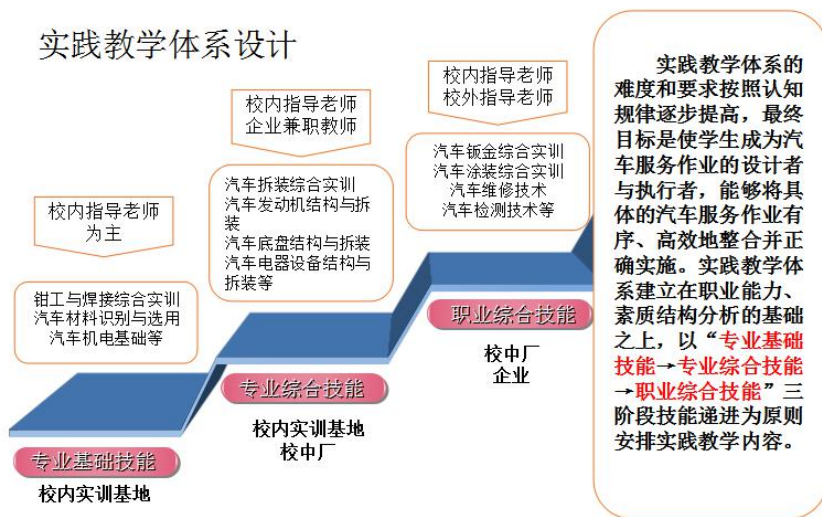 实践教学体系设计
校内指导老师
为主
钳工与焊接综合实训
汽车材料识别与选用
汽车机电基础等
专业基础技能
校内实训基地
校内指导老师
企业兼职教师
汽车拆装综合实训
汽车发动机结构与拆
装
汽车底盘结构与拆装
汽车电器设备结构与
拆装等
专业综合技能
校内实训基地
校中厂
校内指导老师
校外指导老师
汽车钣金综合实训
汽车涂装综合实训
汽车维修技术
汽车检测技术等
职业综合技能
校中厂
企业
实践教学体系的
难度和要求按照认知
规律逐步提高，最终
目标是使学生成为汽
车服务作业的设计者
与执行者，能够将具
体的汽车服务作业有
序、高效地整合并正
确实施。实践教学体
系建立在职业能力、
素质结构分析的基础
之上，以“专业基础
技能→专业综合技能
→职业综合技能”三
阶段技能递进为原则
安排实践教学内容。